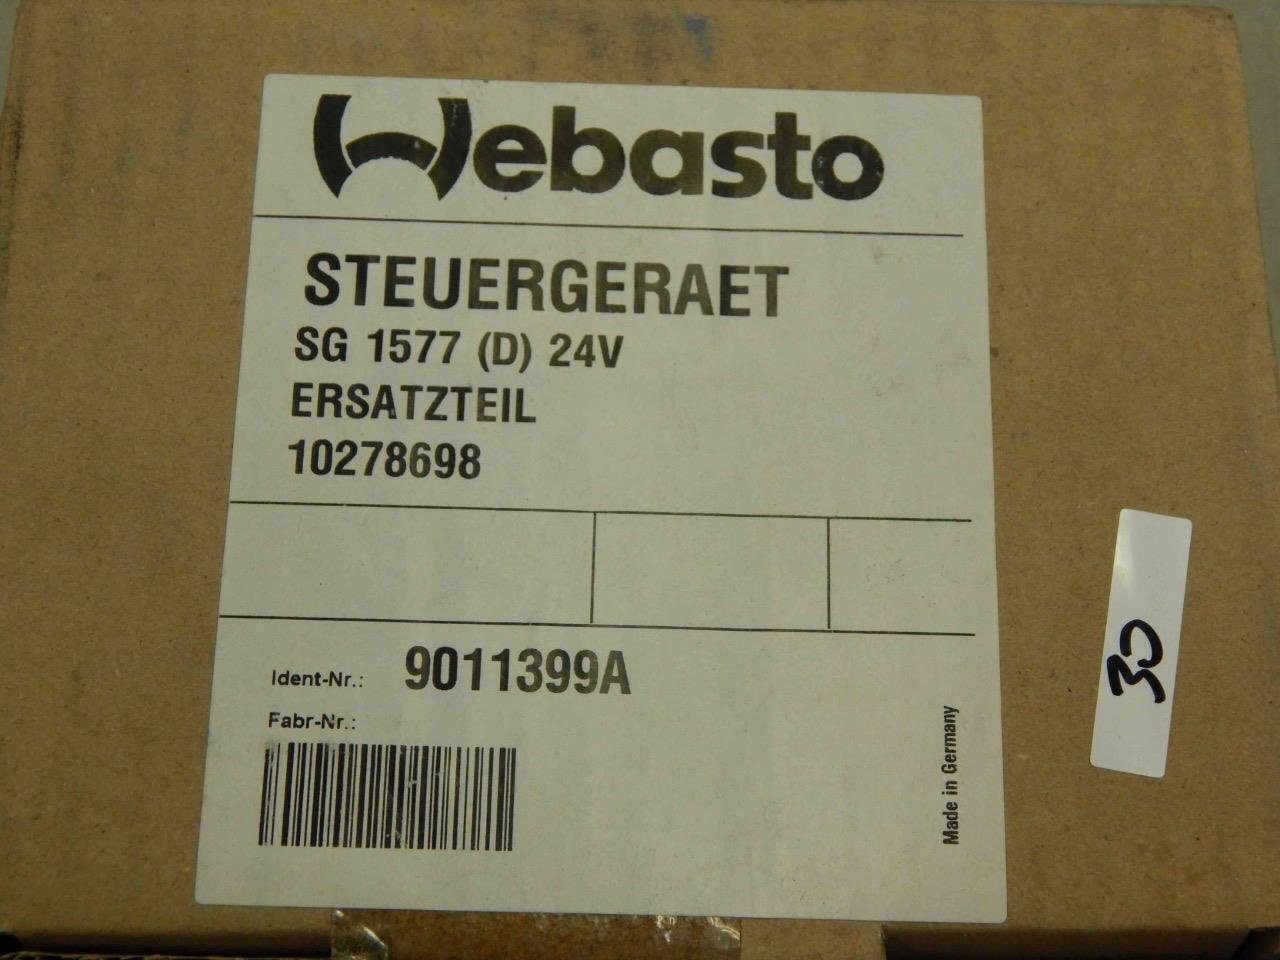 Webasto
STEUERGERAET
SG 1577 (D) 24V
ERSATZTEIL
10278698
Ident-Nr.: 9011399A
Fabr-Nr.:
Made in Germany
30